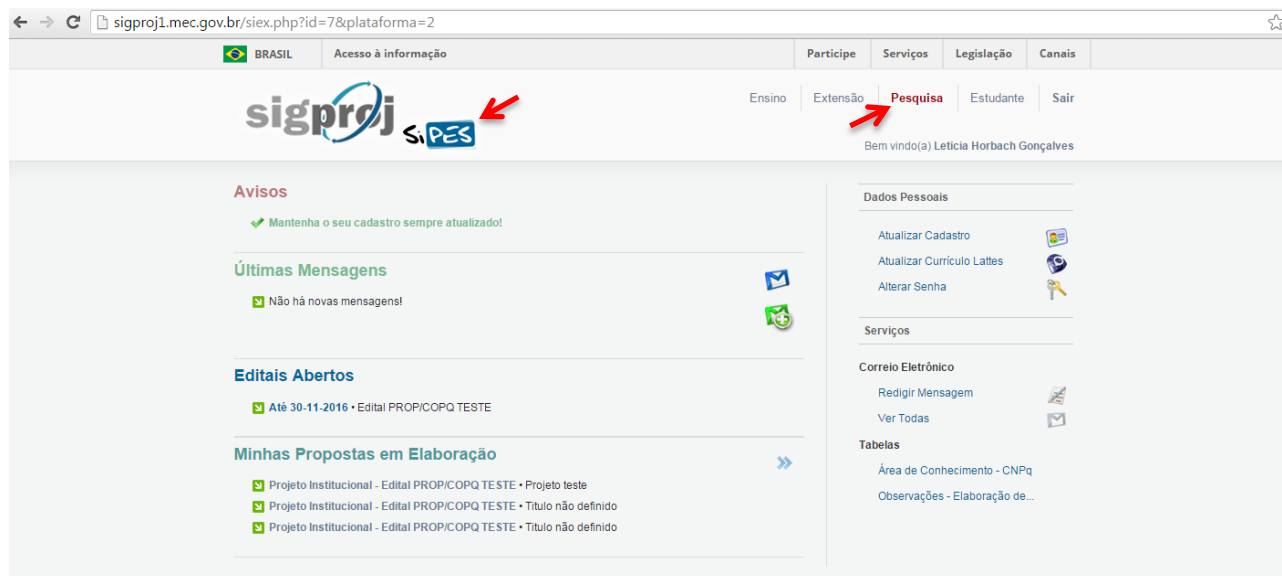 sigproj1.mec.gov.br/siex.php?id=7&plataforma=2
BRASIL Acesso à informação Participe Serviços Legislação Canais
sigproj SiPES
Ensino Extensão Pesquisa Estudante Sair
Bem vindo(a) Leticia Horbach Gonçalves
Avisos
Mantenha o seu cadastro sempre atualizado!
Últimas Mensagens
Não há novas mensagens!
Editais Abertos
Até 30-11-2016 • Edital PROP/COPQ TESTE
Minhas Propostas em Elaboração
Projeto Institucional - Edital PROP/COPQ TESTE • Projeto teste
Projeto Institucional - Edital PROP/COPQ TESTE • Titulo não definido
Projeto Institucional - Edital PROP/COPQ TESTE • Titulo não definido
Dados Pessoais
Atualizar Cadastro
Atualizar Currículo Lattes
Alterar Senha
Serviços
Correio Eletrônico
Redigir Mensagem
Ver Todas
Tabelas
Área de Conhecimento - CNPq
Observações - Elaboração de...